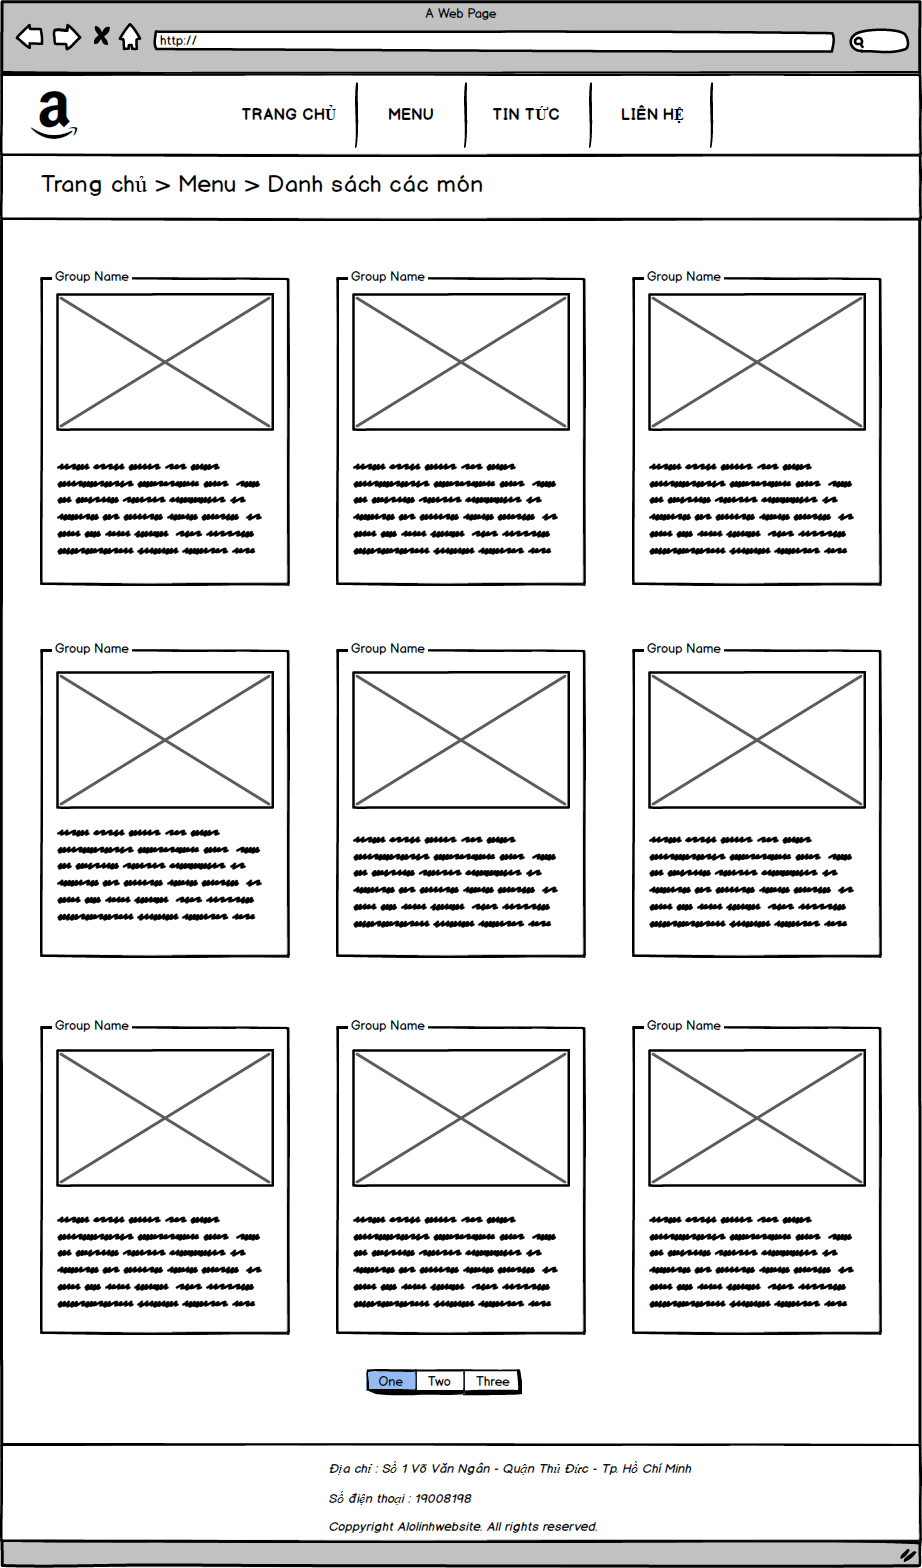 A Web Page
http://
a
TRANG CHỦ MENU TIN TỨC LIÊN HỆ
Trang chủ > Menu > Danh sách các món
Group Name Group Name Group Name
Group Name Group Name Group Name
Group Name Group Name Group Name
One Two Three
Địa chỉ : Số 1 Võ Văn Ngân - Quận Thủ Đức - Tp. Hồ Chí Minh
Số điện thoại : 19008198
Coppyright Alolinhwebsite. All rights reserved.